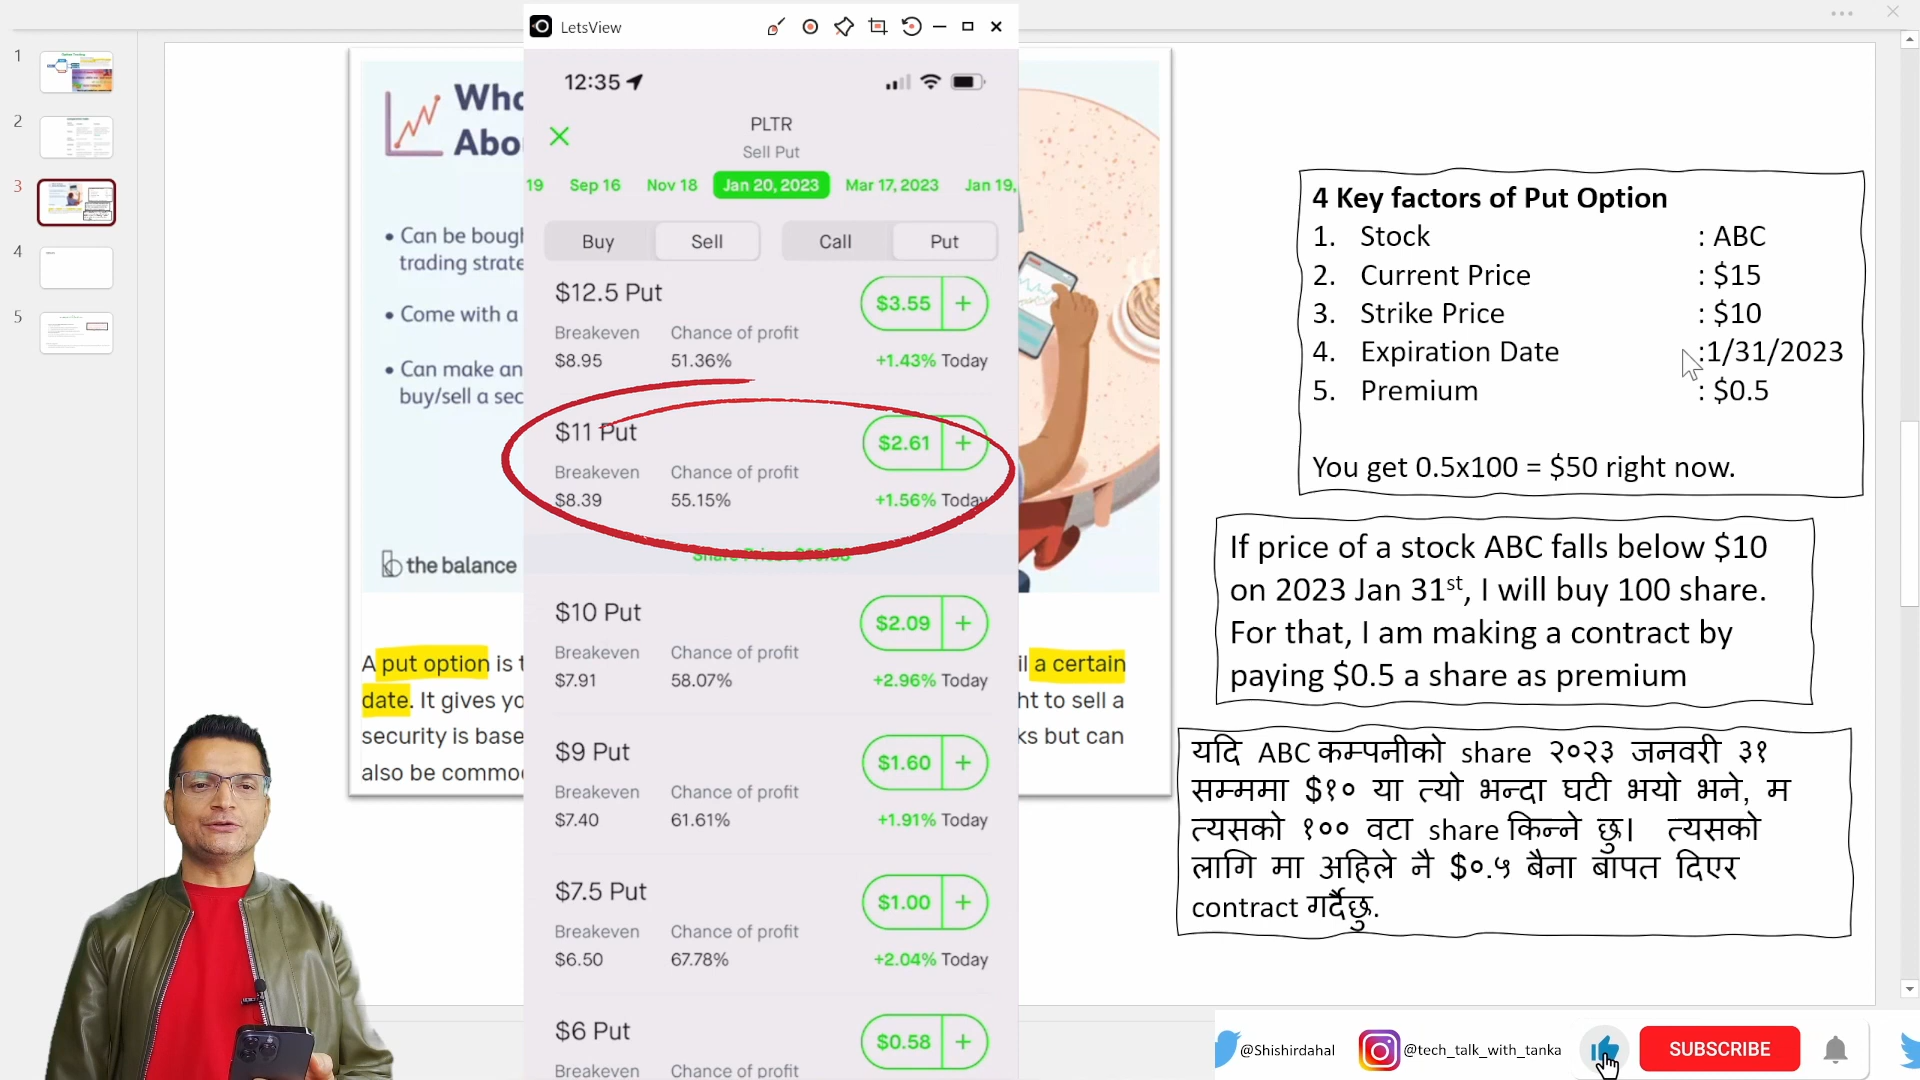 LetsView
12:35
PLTR
Sell Put
19 Sep 16 Nov 18 Jan 20, 2023 Mar 17, 2023 Jan 19,
Buy Sell Call Put
$12.5 Put
$3.55 +
Breakeven Chance of profit
$8.95 51.36% +1.43% Today
$11 Put
$2.61 +
Breakeven Chance of profit
$8.39 55.15% +1.56% Today
$10 Put
$2.09 +
Breakeven Chance of profit
$7.91 58.07% +2.96% Today
$9 Put
$1.60 +
Breakeven Chance of profit
$7.40 61.61% +1.91% Today
$7.5 Put
$1.00 +
Breakeven Chance of profit
$6.50 67.78% +2.04% Today
$6 Put
$0.58 +
Breakeven Chance of profit
1
2
3
4
5
• Can be
trading
• Come with a
• Can make an
buy/sell a
the balance
A put option is
a certain
date. It gives
to sell a
security is
but can
also be
4 Key factors of Put Option
1. Stock : ABC
2. Current Price : $15
3. Strike Price : $10
4. Expiration Date :1/31/2023
5. Premium : $0.5
You get 0.5x100 = $50 right now.
If price of a stock ABC falls below $10
on 2023 Jan 31st, I will buy 100 share.
For that, I am making a contract by
paying $0.5 a share as premium
यदि ABC कम्पनीको share २०२३ जनवरी ३१
सम्ममा $१० या त्यो भन्दा घटी भयो भने, म
त्यसको १०० वटा share किन्ने छु। त्यसको
लागि मा अहिले नै $०.५ बैना बापत दिएर
contract गर्दैछु.
@Shishirdahal @tech_talk_with_tanka SUBSCRIBE